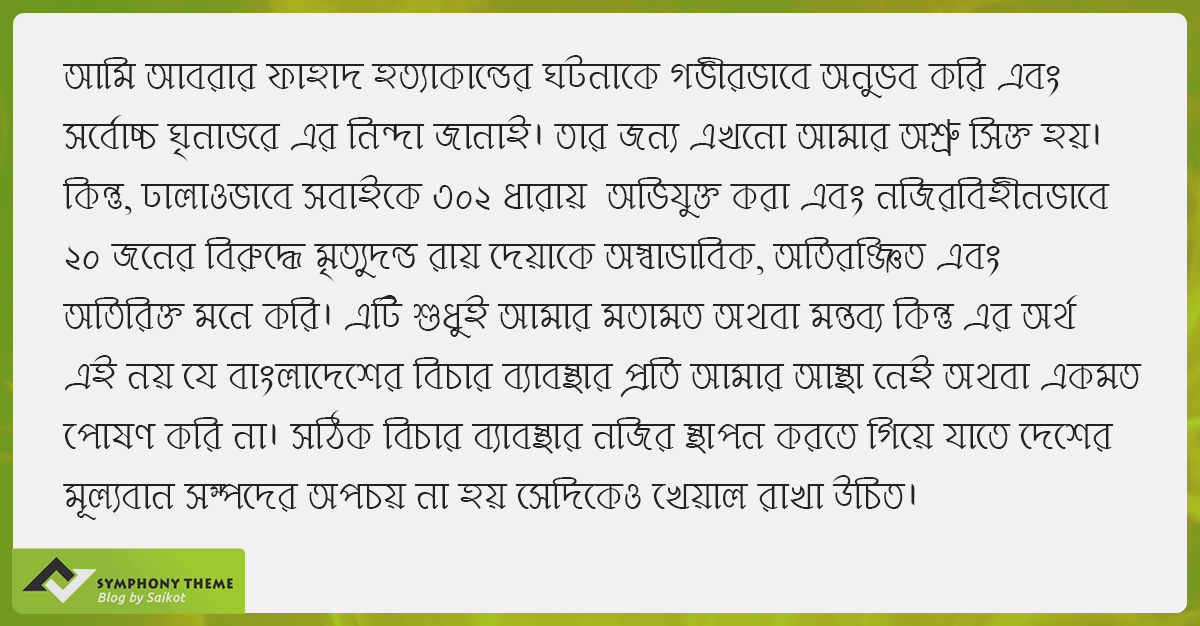 আমি আবরার ফাহাদ হত্যাকান্ডের ঘটনাকে গভীরভাবে অনুভব করি এবং
সর্বোচ্চ ঘৃনাভরে এর নিন্দা জানাই। তার জন্য এখনো আমার অশ্রু সিক্ত হয়।
কিন্তু, ঢালাওভাবে সবাইকে ৩০২ ধারায় অভিযুক্ত করা এবং নজিরবিহীনভাবে
২০ জনের বিরুদ্ধে মৃত্যুদন্ড রায় দেয়াকে অস্বাভাবিক, অতিরঞ্জিত এবং
অতিরিক্ত মনে করি। এটি শুধুই আমার মতামত অথবা মন্তব্য কিন্তু এর অর্থ
এই নয় যে বাংলাদেশের বিচার ব্যাবস্থার প্রতি আমার আস্থা নেই অথবা একমত
পোষণ করি না। সঠিক বিচার ব্যাবস্থার নজির স্থাপন করতে গিয়ে যাতে দেশের
মূল্যবান সম্পদের অপচয় না হয় সেদিকেও খেয়াল রাখা উচিত।
SYMPHONY THEME
Blog by Saikot